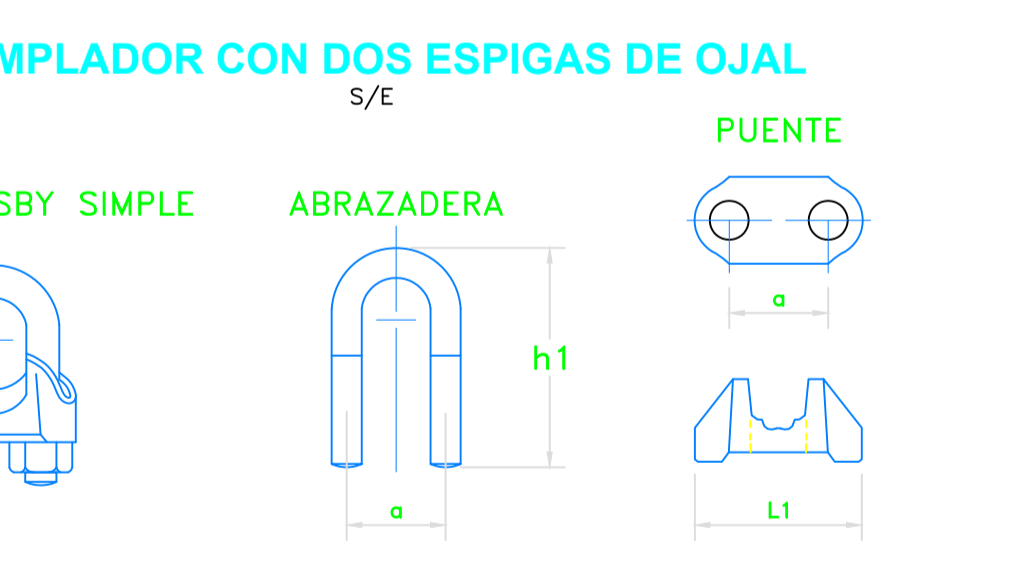 MPLADOR CON DOS ESPIGAS DE OJAL
S/E
PUENTE
SBY SIMPLE
ABRAZADERA
a
h1
a
L1